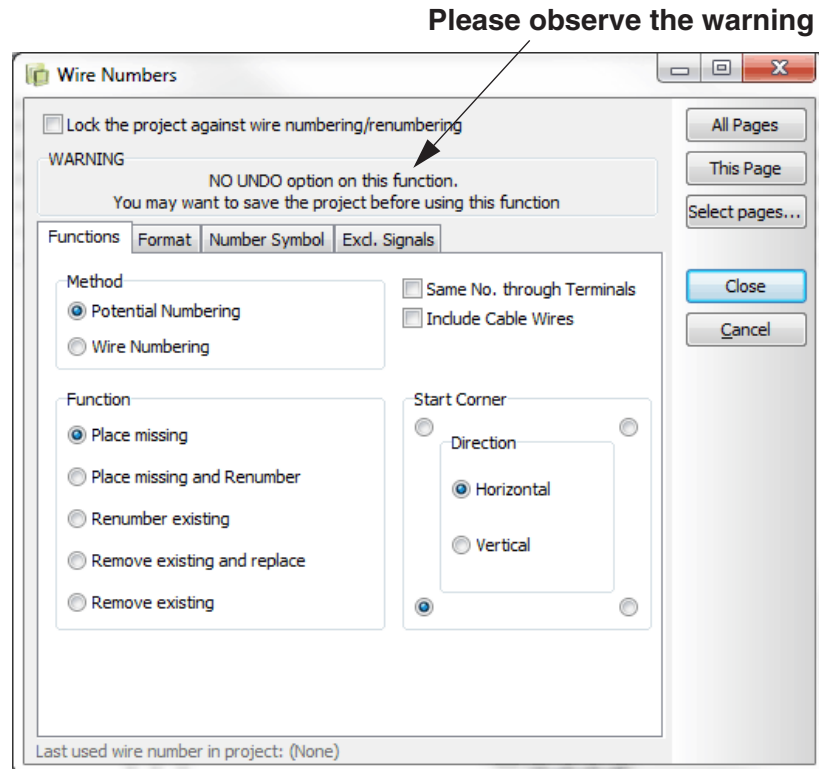 Please observe the warning
Wire Numbers
Lock the project against wire numbering/renumbering
WARNING
NO UNDO option on this function.
You may want to save the project before using this function
All Pages
This Page
Select pages...
Close
Cancel
Functions Format Number Symbol Excl. Signals
Method
Potential Numbering
Wire Numbering
Same No. through Terminals
Include Cable Wires
Function
Place missing
Place missing and Renumber
Renumber existing
Remove existing and replace
Remove existing
Start Corner
Direction
Horizontal
Vertical
Last used wire number in project: (None)